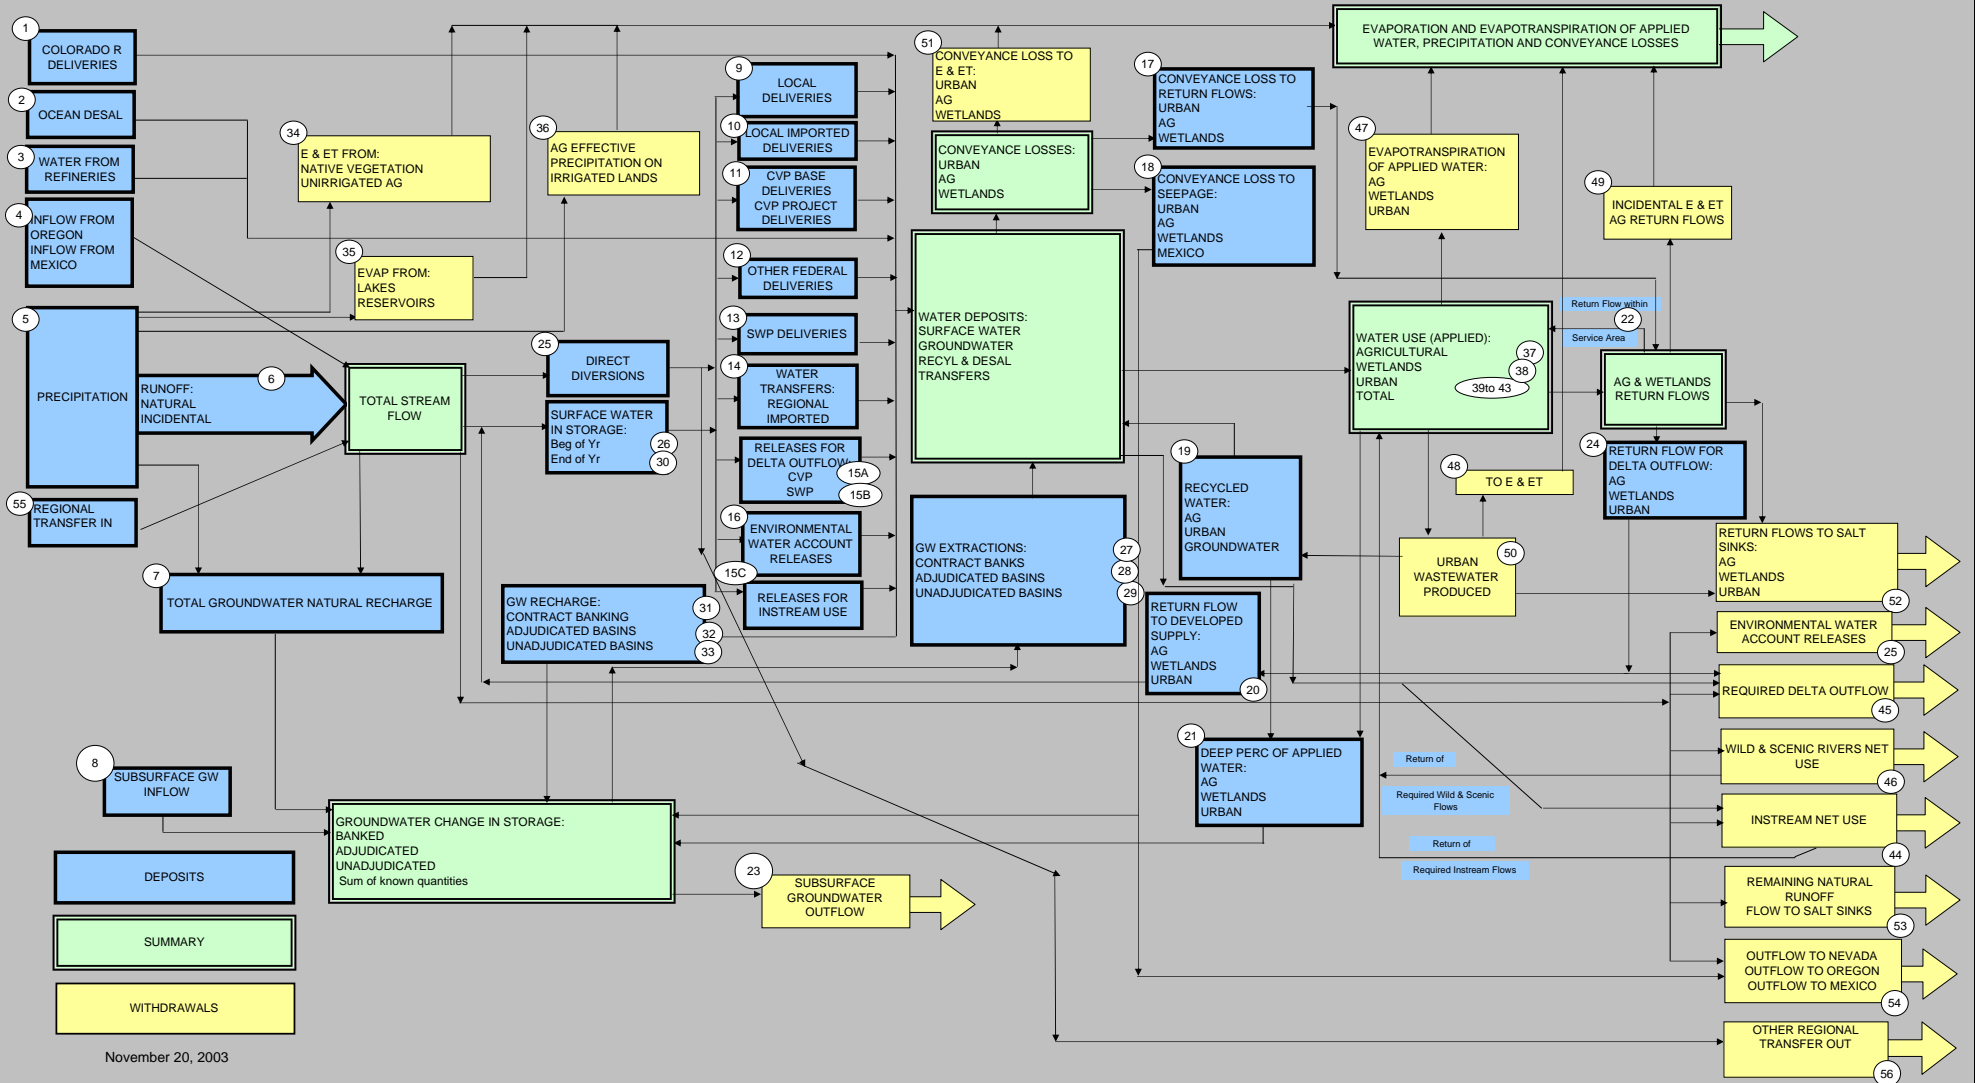 1
COLORADO R
DELIVERIES
2
OCEAN DESAL
3
WATER FROM
REFINERIES
4
INFLOW FROM
OREGON
INFLOW FROM
MEXICO
5
PRECIPITATION
6
RUNOFF:
NATURAL
INCIDENTAL
55
REGIONAL
TRANSFER IN
34
E & ET FROM:
NATIVE VEGETATION
UNIRRIGATED AG
35
EVAP FROM:
LAKES
RESERVOIRS
36
AG EFFECTIVE
PRECIPITATION ON
IRRIGATED LANDS
TOTAL STREAM
FLOW
25
DIRECT
DIVERSIONS
SURFACE WATER
IN STORAGE:
Beg of Yr
End of Yr
26
30
7
TOTAL GROUNDWATER NATURAL RECHARGE
GW RECHARGE:
CONTRACT BANKING
ADJUDICATED BASINS
UNADJUDICATED BASINS
31
32
33
8
SUBSURFACE GW
INFLOW
GROUNDWATER CHANGE IN STORAGE:
BANKED
ADJUDICATED
UNADJUDICATED
Sum of known quantities
23
SUBSURFACE
GROUNDWATER
OUTFLOW
DEPOSITS
SUMMARY
WITHDRAWALS
November 20, 2003
9
LOCAL
DELIVERIES
10
LOCAL IMPORTED
DELIVERIES
11
CVP BASE
DELIVERIES
CVP PROJECT
DELIVERIES
12
OTHER FEDERAL
DELIVERIES
13
SWP DELIVERIES
14
WATER
TRANSFERS:
REGIONAL
IMPORTED
RELEASES FOR
DELTA OUTFLOW:
CVP
SWP
15A
15B
16
ENVIRONMENTAL
WATER ACCOUNT
RELEASES
15C
RELEASES FOR
INSTREAM USE
51
CONVEYANCE LOSS TO
E & ET:
URBAN
AG
WETLANDS
CONVEYANCE LOSSES:
URBAN
AG
WETLANDS
17
CONVEYANCE LOSS TO
RETURN FLOWS:
URBAN
AG
WETLANDS
18
CONVEYANCE LOSS TO
SEEPAGE:
URBAN
AG
WETLANDS
MEXICO
WATER DEPOSITS:
SURFACE WATER
GROUNDWATER
RECYL & DESAL
TRANSFERS
GW EXTRACTIONS:
CONTRACT BANKS
ADJUDICATED BASINS
UNADJUDICATED BASINS
27
28
29
19
RECYCLED
WATER:
AG
URBAN
GROUNDWATER
RETURN FLOW
TO DEVELOPED
SUPPLY:
AG
WETLANDS
URBAN
20
21
DEEP PERC OF APPLIED
WATER:
AG
WETLANDS
URBAN
EVAPORATION AND EVAPOTRANSPIRATION OF APPLIED
WATER, PRECIPITATION AND CONVEYANCE LOSSES
47
EVAPOTRANSPIRATION
OF APPLIED WATER:
AG
WETLANDS
URBAN
49
INCIDENTAL E & ET
AG RETURN FLOWS
WATER USE (APPLIED):
AGRICULTURAL
WETLANDS
URBAN
TOTAL
37
38
39to 43
Return Flow within
22
Service Area
AG & WETLANDS
RETURN FLOWS
24
RETURN FLOW FOR
DELTA OUTFLOW:
AG
WETLANDS
URBAN
48
TO E & ET
50
URBAN
WASTEWATER
PRODUCED
RETURN FLOWS TO SALT
SINKS:
AG
WETLANDS
URBAN
52
ENVIRONMENTAL WATER
ACCOUNT RELEASES
25
REQUIRED DELTA OUTFLOW
45
WILD & SCENIC RIVERS NET
USE
46
Return of
Required Wild & Scenic
Flows
INSTREAM NET USE
44
Return of
Required Instream Flows
REMAINING NATURAL
RUNOFF
FLOW TO SALT SINKS
53
OUTFLOW TO NEVADA
OUTFLOW TO OREGON
OUTFLOW TO MEXICO
54
OTHER REGIONAL
TRANSFER OUT
56